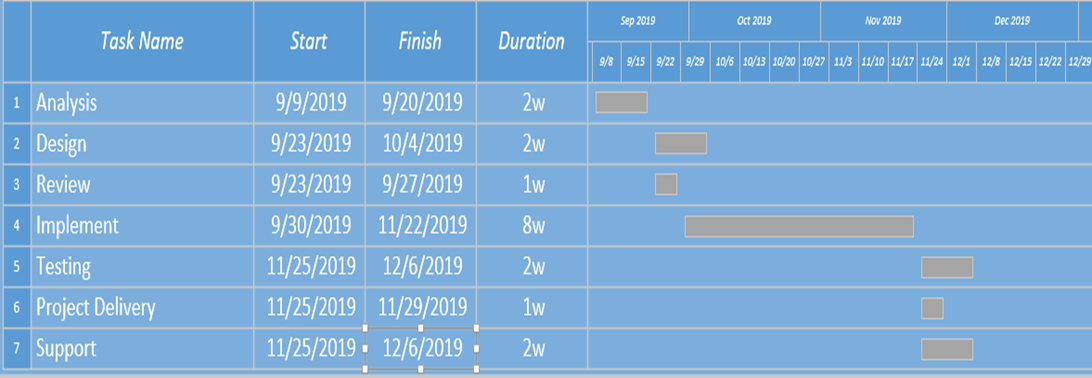 Task Name Start Finish Duration Sep 2019 Oct 2019 Nov 2019 Dec 2019
9/8 9/15 9/22 9/29 10/6 10/13 10/20 10/27 11/3 11/10 11/17 11/24 12/1 12/8 12/15 12/22 12/29
1 Analysis 9/9/2019 9/20/2019 2w
2 Design 9/23/2019 10/4/2019 2w
3 Review 9/23/2019 9/27/2019 1w
4 Implement 9/30/2019 11/22/2019 8w
5 Testing 11/25/2019 12/6/2019 2w
6 Project Delivery 11/25/2019 11/29/2019 1w
7 Support 11/25/2019 12/6/2019 2w